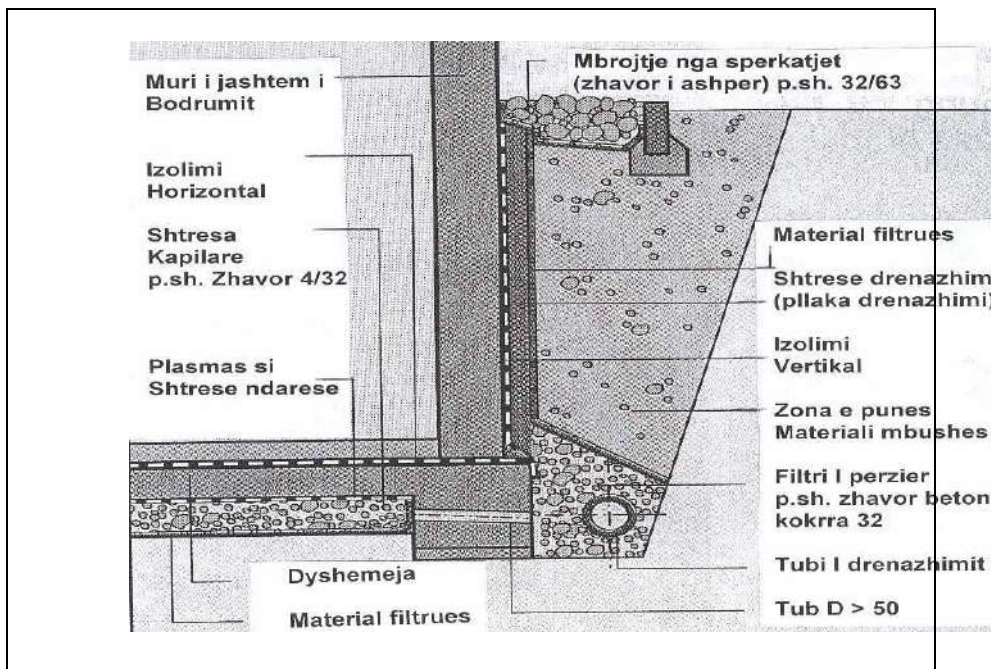 Muri i jashtem i
Bodrumit
Izolimi
Horizontal
Shtresa
Kapilare
p.sh. Zhavor 4/32
Plasmas si
Shtrese ndarese
Dyshemeja
Material filtrues
Mbrojtje nga sperkatjet
(zhavor i ashper) p.sh. 32/63
Material filtrues
Shtrese drenazhim
(pllaka drenazhimi)
Izolimi
Vertikal
Zona e punes
Materiali mbushes
Filtri I perzier
p.sh. zhavor beton
kokrra 32
Tubi I drenazhimit
Tub D > 50